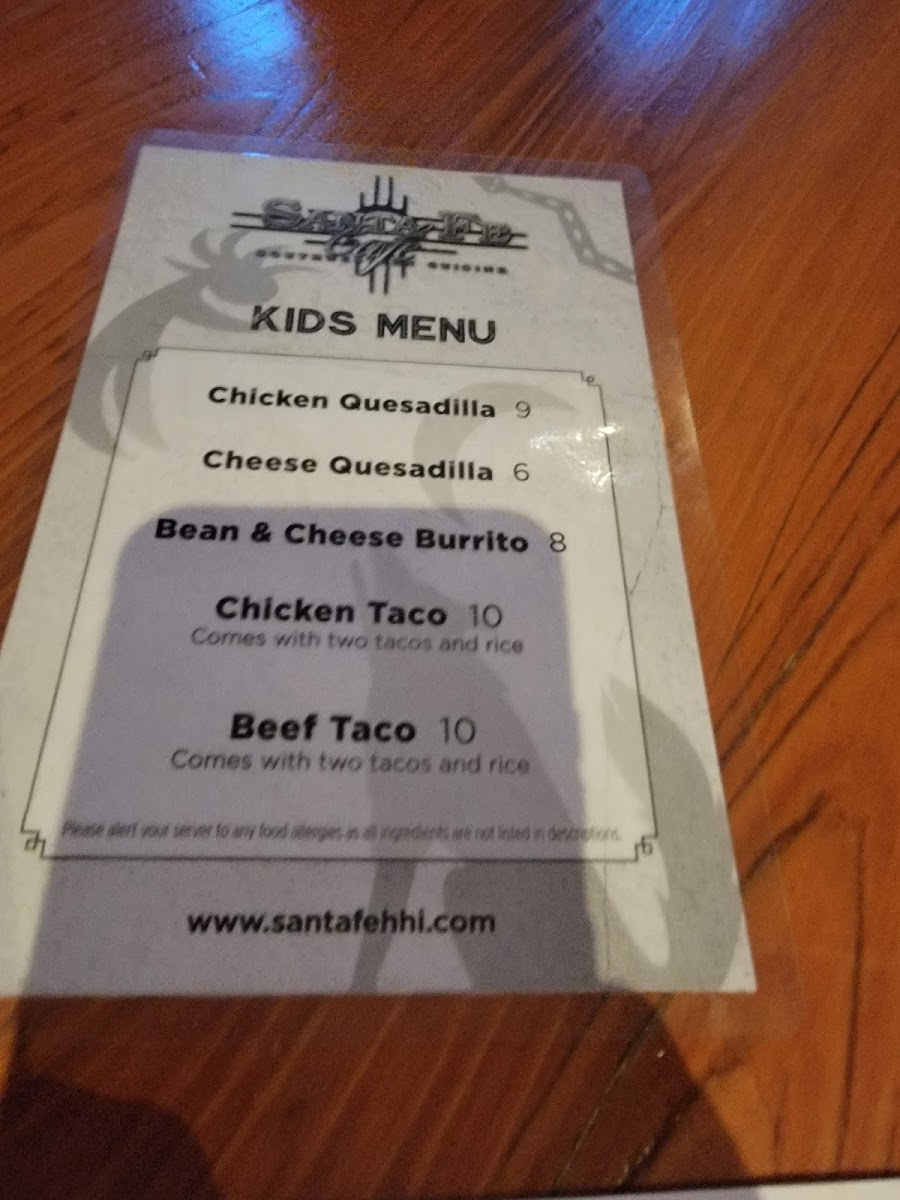 Santa Fe
Cafe
CUISINE
KIDS MENU
Chicken Quesadilla 9
Cheese Quesadilla 6
Bean & Cheese Burrito 8
Chicken Taco 10
Comes with two tacos and rice
Beef Taco 10
Comes with two tacos and rice
Please alert your server to any food allergies as all ingredients are not listed in descriptions.
www.santafehhi.com